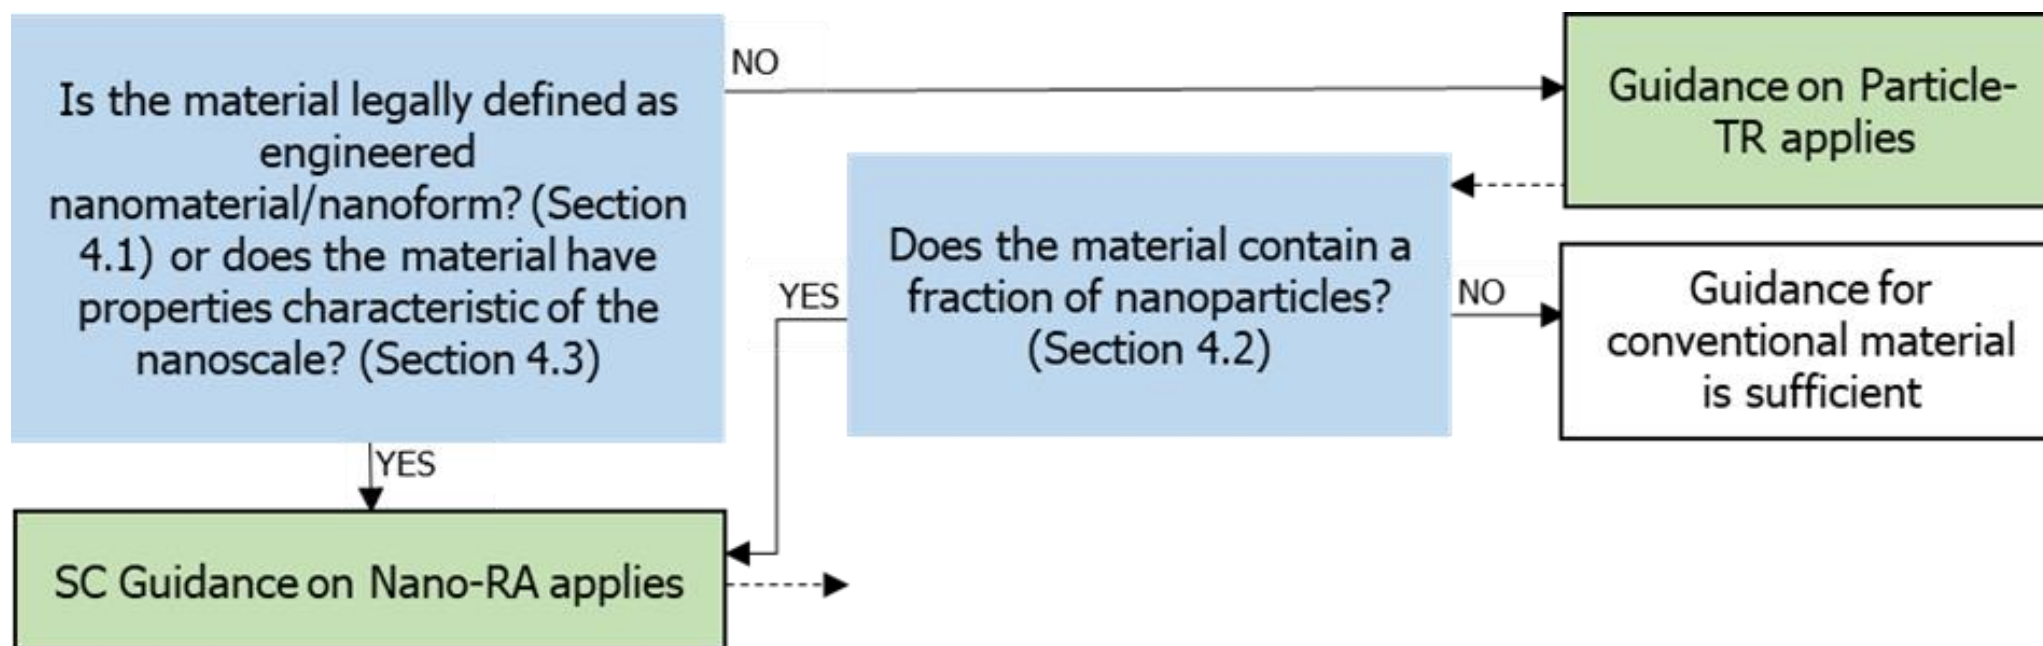 Is the material legally defined as
engineered
nanomaterial/nanoform? (Section
4.1) or does the material have
properties characteristic of the
nanoscale? (Section 4.3)
NO
Guidance on Particle-
TR applies
Does the material contain a
fraction of nanoparticles?
(Section 4.2)
YES
NO
Guidance for
conventional material
is sufficient
YES
SC Guidance on Nano-RA applies